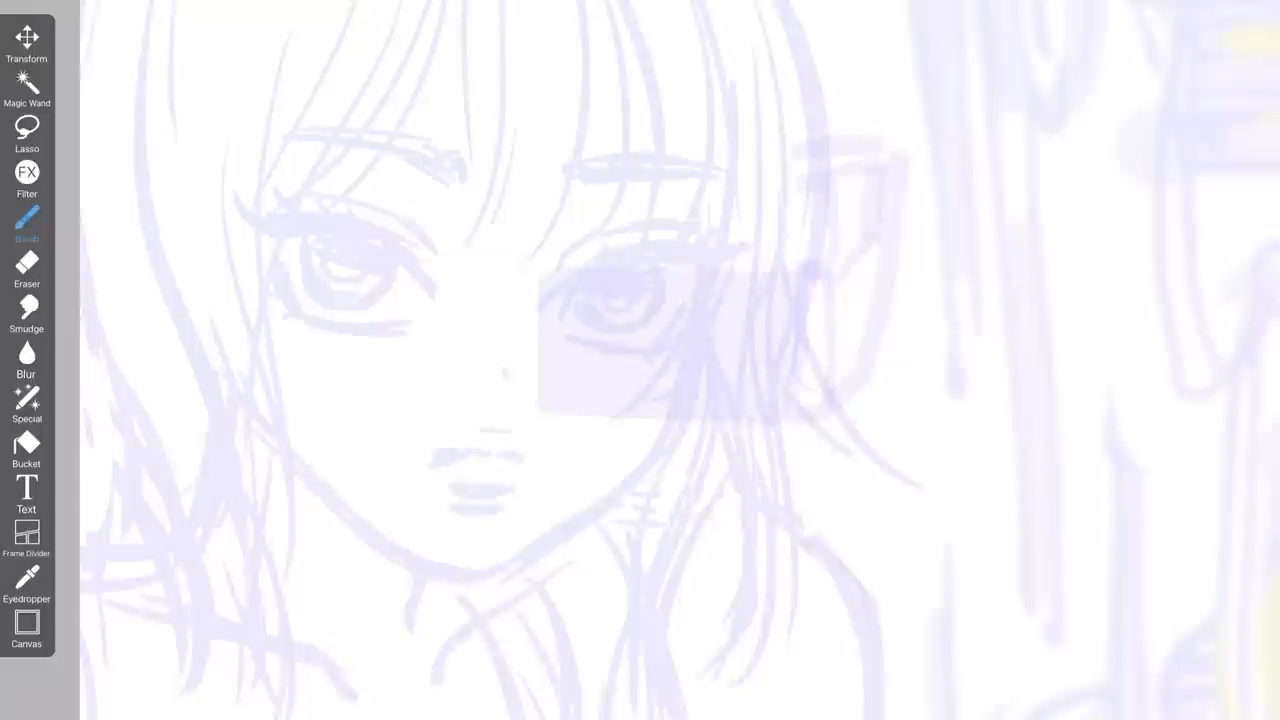 Transform
Magic Wand
Lasso
FX
Filter
Brush
Eraser
Smudge
Blur
Special
Bucket
T
Text
Frame Divider
Eyedropper
Canvas